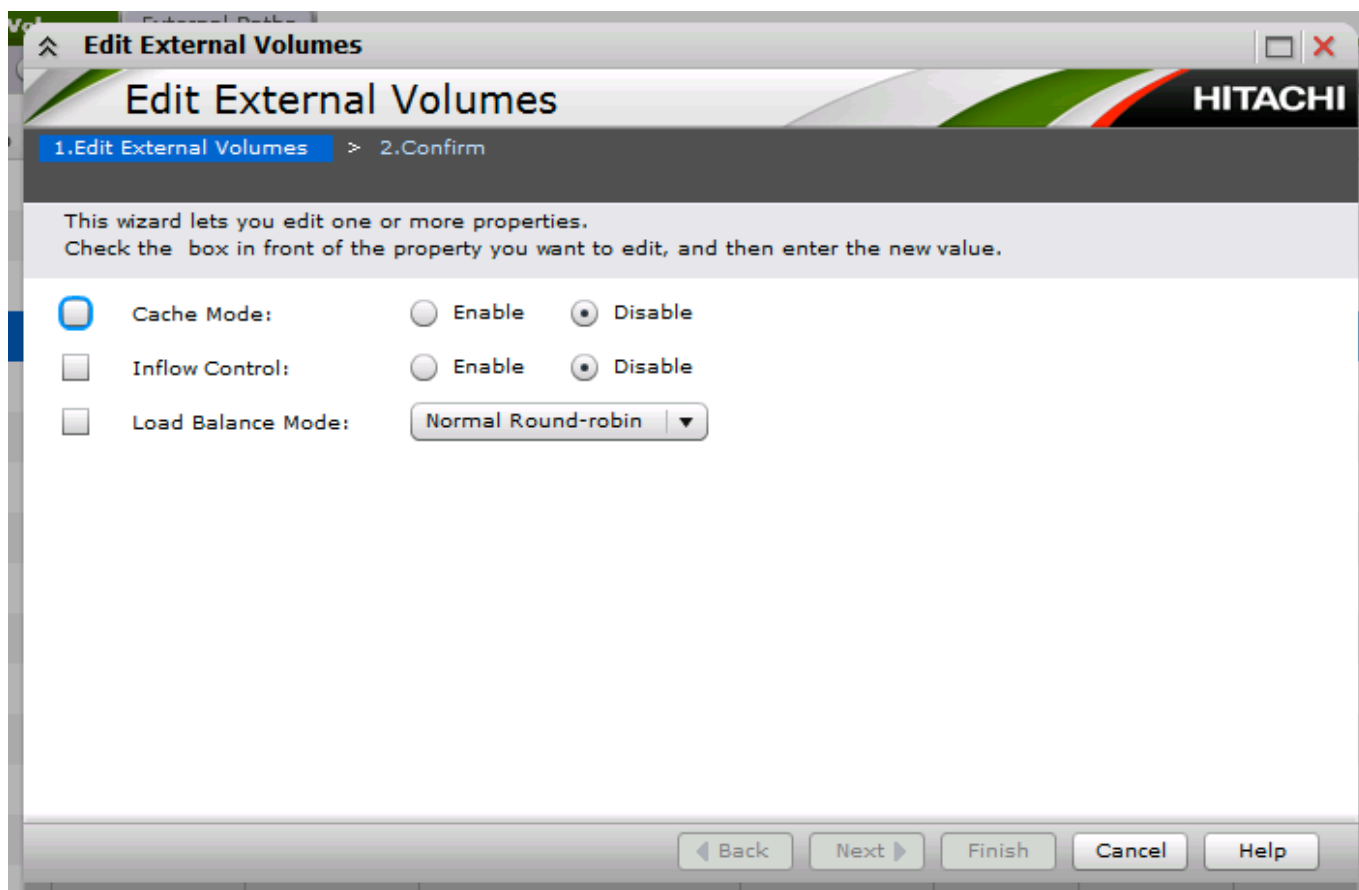 External Paths
Edit External Volumes
Edit External Volumes
HITACHI
1.Edit External Volumes > 2.Confirm
This wizard lets you edit one or more properties.
Check the box in front of the property you want to edit, and then enter the new value.
Cache Mode: Enable Disable
Inflow Control: Enable Disable
Load Balance Mode: Normal Round-robin
Back Next Finish Cancel Help